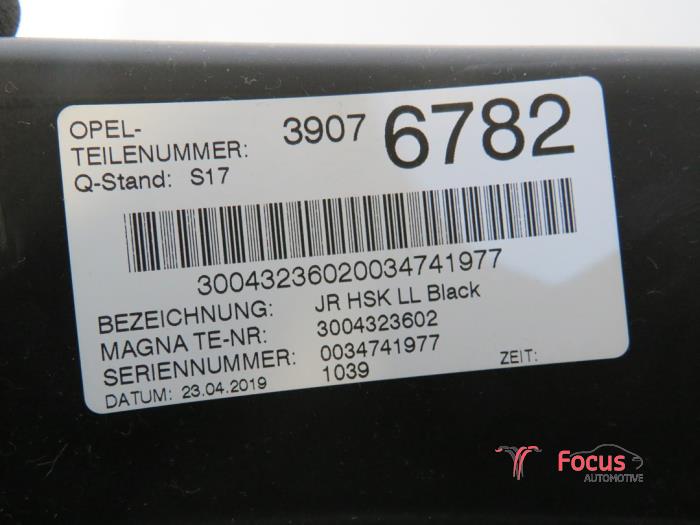 OPEL-
TEILENUMMER: 3907 6782
Q-Stand: S17
30043236020034741977
BEZEICHNUNG: JR HSK LL Black
MAGNA TE-NR: 3004323602
SERIENNUMMER: 0034741977
DATUM: 23.04.2019 1039 ZEIT:
Focus
AUTOMOTIVE